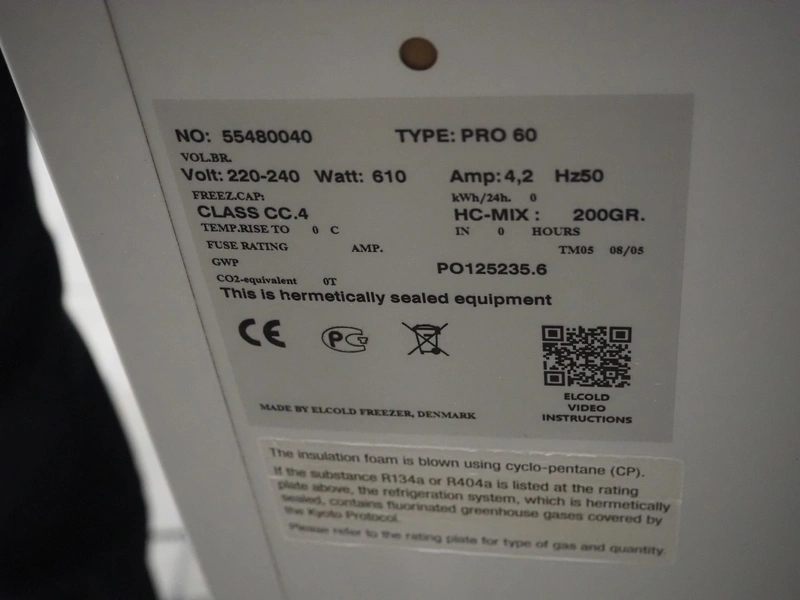 NO: 55480040 TYPE: PRO 60
VOL.BR.
Volt: 220-240 Watt: 610 Amp: 4,2 Hz50
FREEZ.CAP: kWh/24h. 0
CLASS CC.4 HC-MIX : 200GR.
TEMP.RISE TO 0 C IN 0 HOURS
FUSE RATING AMP. TM05 08/05
GWP PO125235.6
CO2-equivalent 0T
This is hermetically sealed equipment
CE PC
ELCOLD
VIDEO
INSTRUCTIONS
MADE BY ELCOLD FREEZER, DENMARK
The insulation foam is blown using cyclo-pentane (CP).
If the substance R134a or R404a is listed at the rating
plate above, the refrigeration system, which is hermetically
sealed, contains fluorinated greenhouse gases covered by
the Kyoto Protocol.
Please refer to the rating plate for type of gas and quantity.